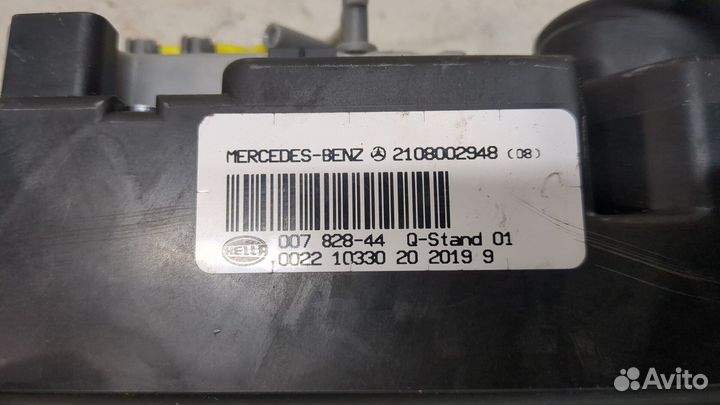 MERCEDES-BENZ 2108002948 (08)
007 828-44 Q-Stand 01
HELLA 0022 10330 20 2019 9
Avito